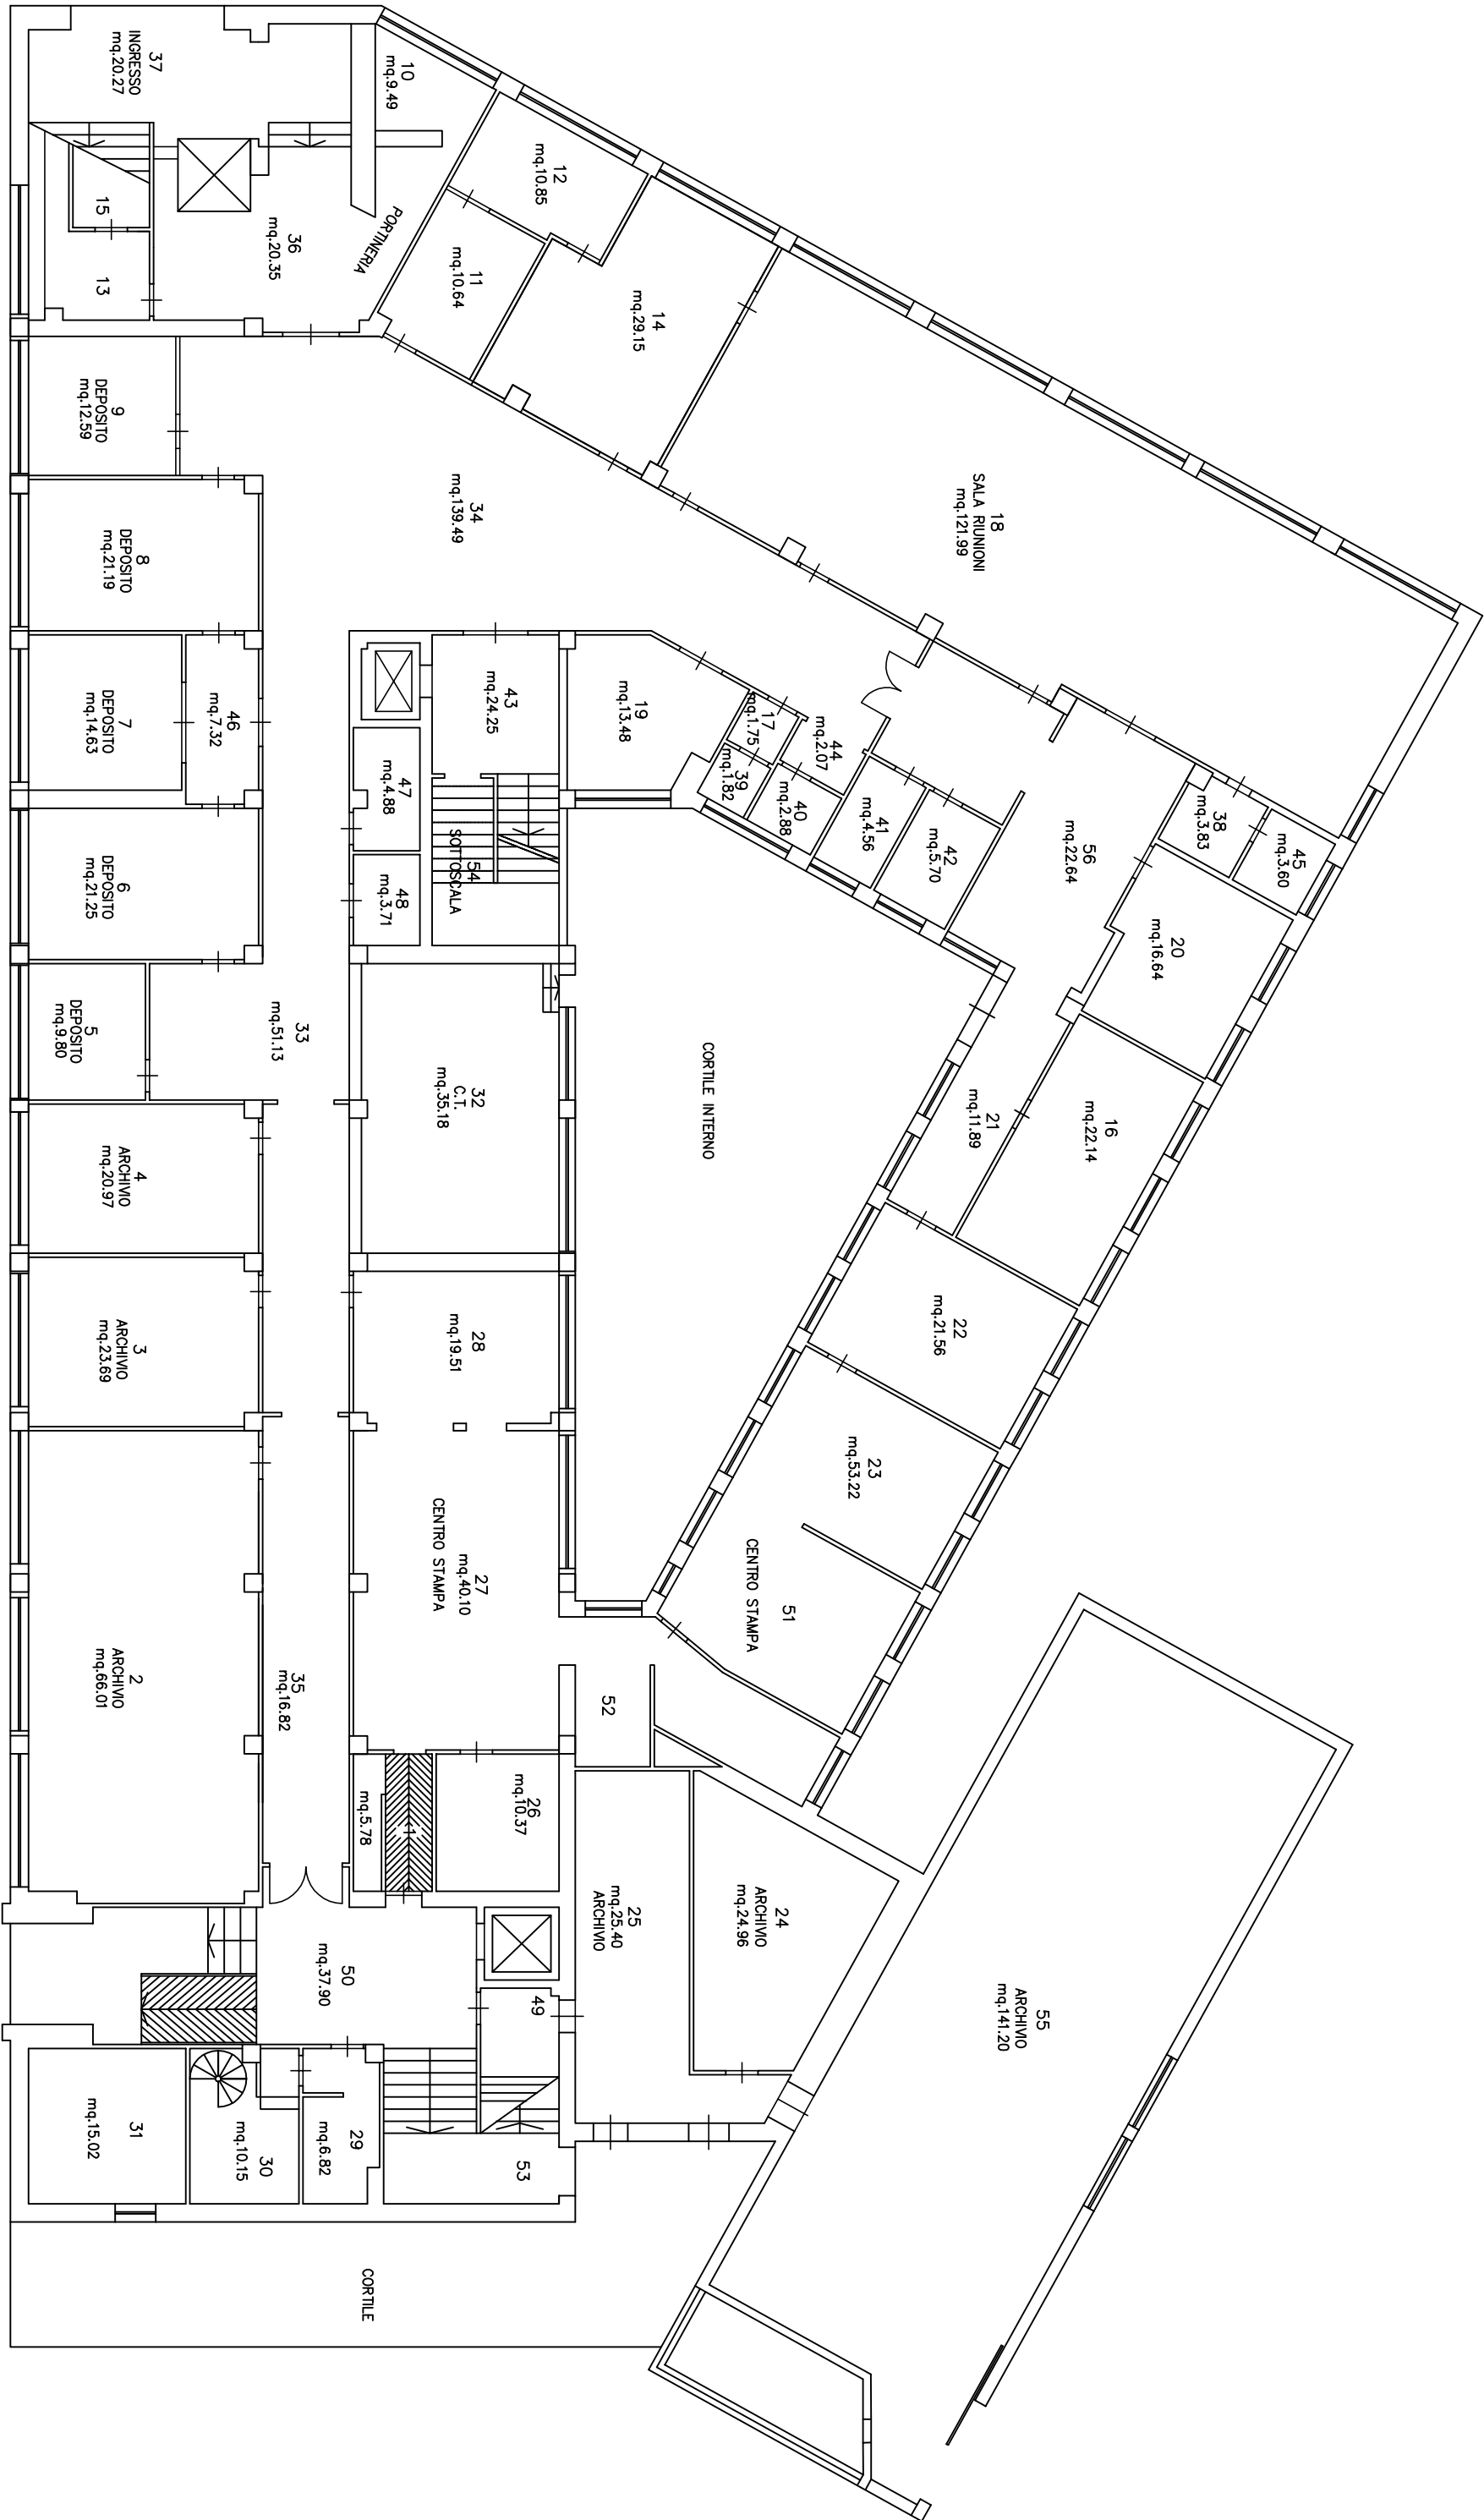 37
INGRESSO
mq.20.27
10
mq.9.49
12
mq.10.85
15
13
36
mq.20.35
PORTINERIA
11
mq.10.64
14
mq.29.15
9
DEPOSITO
mq.12.59
34
mq.139.49
18
SALA RIUNIONI
mq.121.99
8
DEPOSITO
mq.21.19
7
DEPOSITO
mq.14.63
46
mq.7.32
43
mq.24.25
19
mq.13.48
17
mq.1.75
44
mq.2.07
39
mq.1.82
40
mq.2.88
41
mq.4.56
42
mq.5.70
56
mq.22.64
38
mq.3.83
45
mq.3.60
47
mq.4.88
48
mq.3.71
54
SOTTOSCALA
6
DEPOSITO
mq.21.25
20
mq.16.64
5
DEPOSITO
mq.9.80
33
mq.51.13
32
C.T.
mq.35.18
CORTILE INTERNO
21
mq.11.89
16
mq.22.14
4
ARCHIVIO
mq.20.97
3
ARCHIVIO
mq.23.69
28
mq.19.51
22
mq.21.56
23
mq.53.22
27
mq.40.10
CENTRO STAMPA
51
CENTRO STAMPA
2
ARCHIVIO
mq.66.01
35
mq.16.82
52
1
mq.5.78
26
mq.10.37
25
mq.25.40
ARCHIVIO
24
ARCHIVIO
mq.24.96
50
mq.37.90
49
55
ARCHIVIO
mq.141.20
31
mq.15.02
30
mq.10.15
29
mq.6.82
53
CORTILE